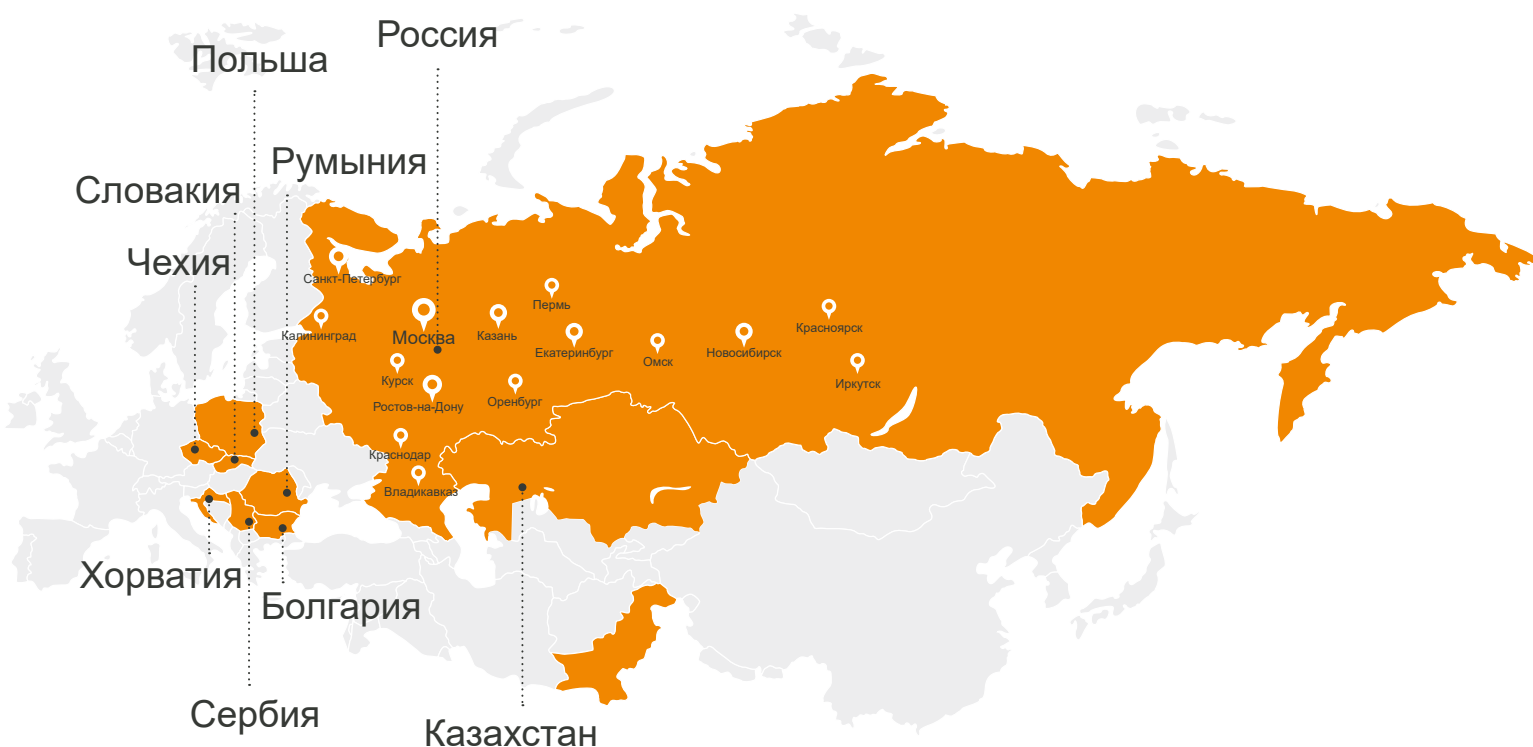 Россия
Польша
Румыния
Словакия
Чехия
Санкт-Петербург
Пермь
Калининград
Москва
Казань
Екатеринбург
Омск
Новосибирск
Красноярск
Курск
Иркутск
Ростов-на-Дону
Оренбург
Краснодар
Владикавказ
Хорватия
Болгария
Сербия
Казахстан